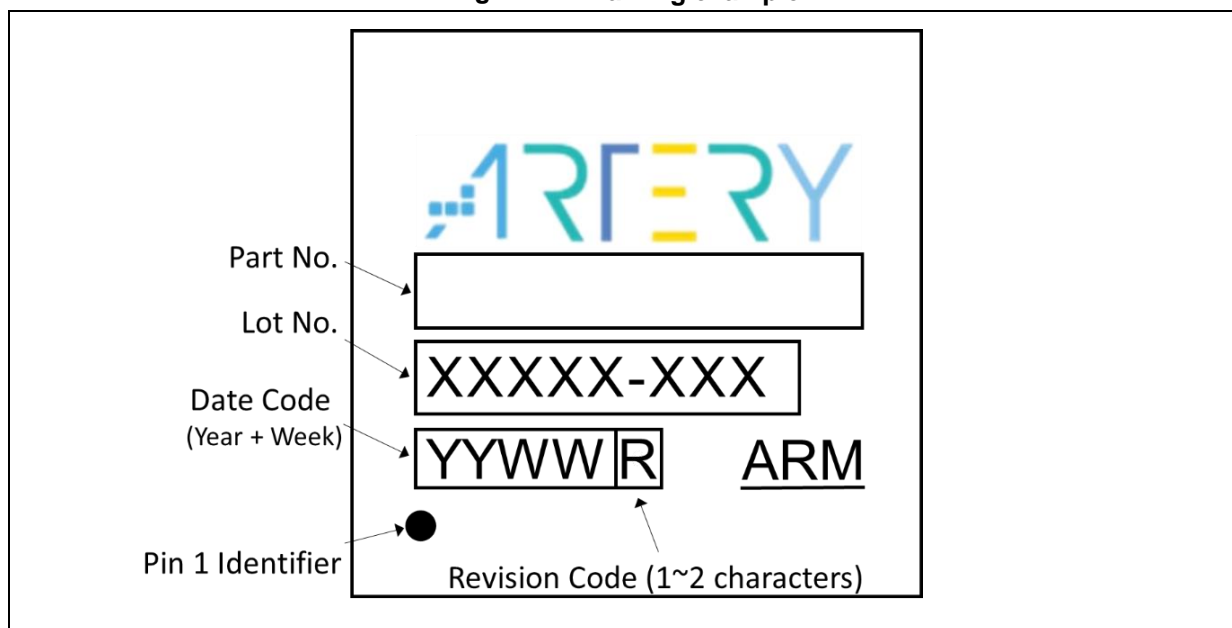 ARTERY
Part No.
Lot No.
XXXXX-XXX
Date Code
(Year + Week)
YYWW R
ARM
Pin 1 Identifier
Revision Code (1~2 characters)